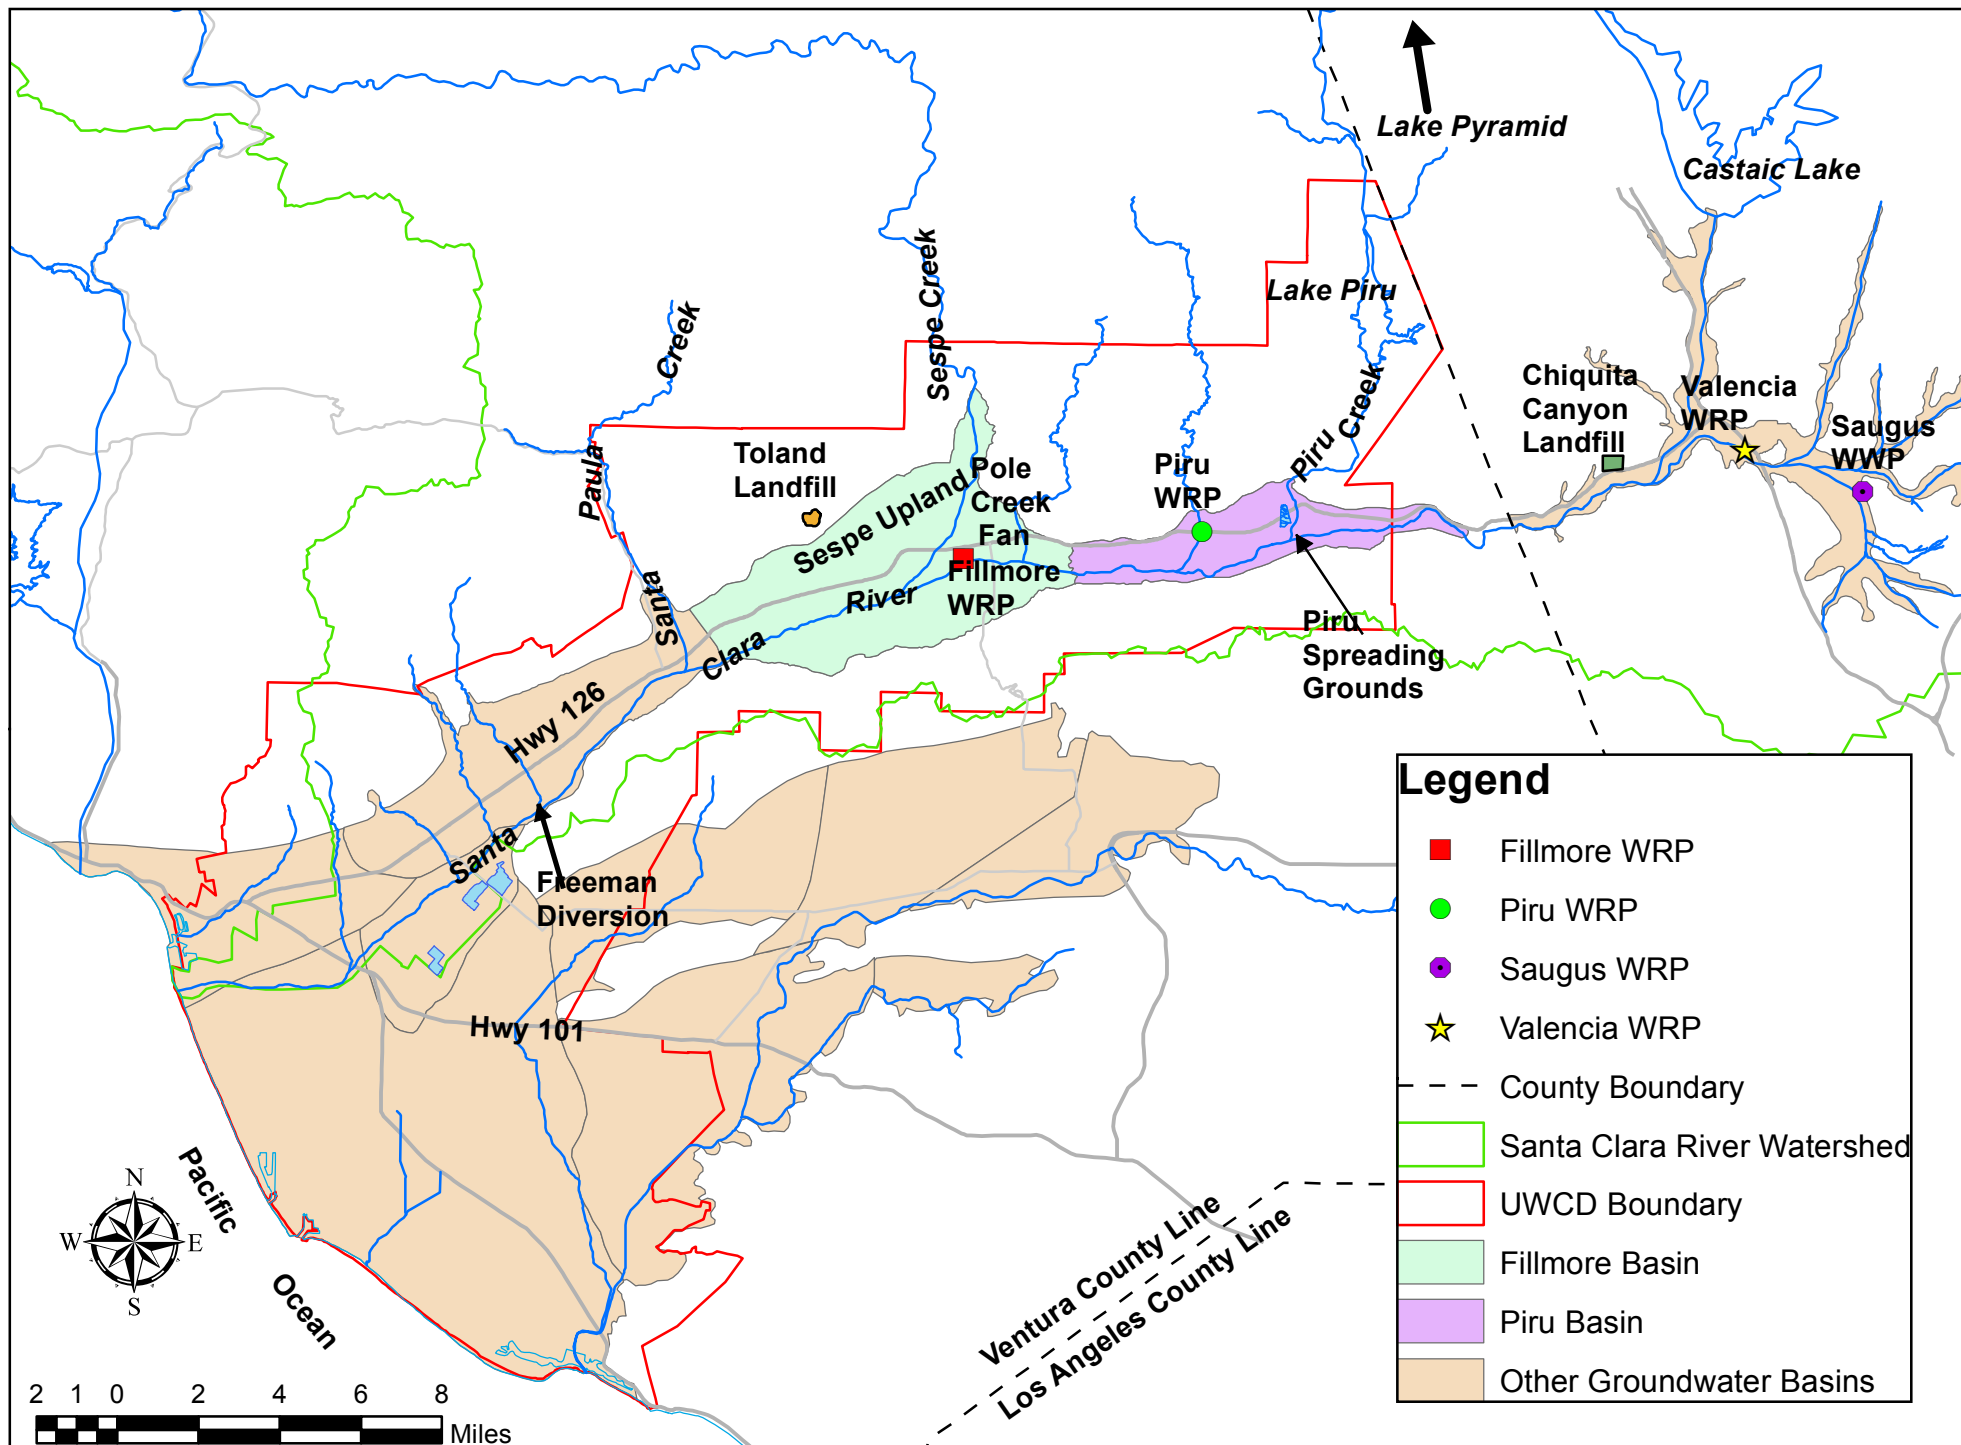 Lake Pyramid
Castaic Lake
Sespe Creek
Lake Piru
Santa Paula Creek
Piru Creek
Chiquita
Canyon
Landfill
Valencia
WRP
Saugus
WWP
Toland
Landfill
Sespe Upland
Pole
Creek
Fan
Piru
WRP
Fillmore
WRP
Santa Clara River
Piru
Spreading
Grounds
Hwy 126
Freeman
Diversion
Hwy 101
Pacific
Ocean
Ventura County Line
Los Angeles County Line
N
W E
S
2 1 0 2 4 6 8
Miles
Legend
Fillmore WRP
Piru WRP
Saugus WRP
Valencia WRP
County Boundary
Santa Clara River Watershed
UWCD Boundary
Fillmore Basin
Piru Basin
Other Groundwater Basins